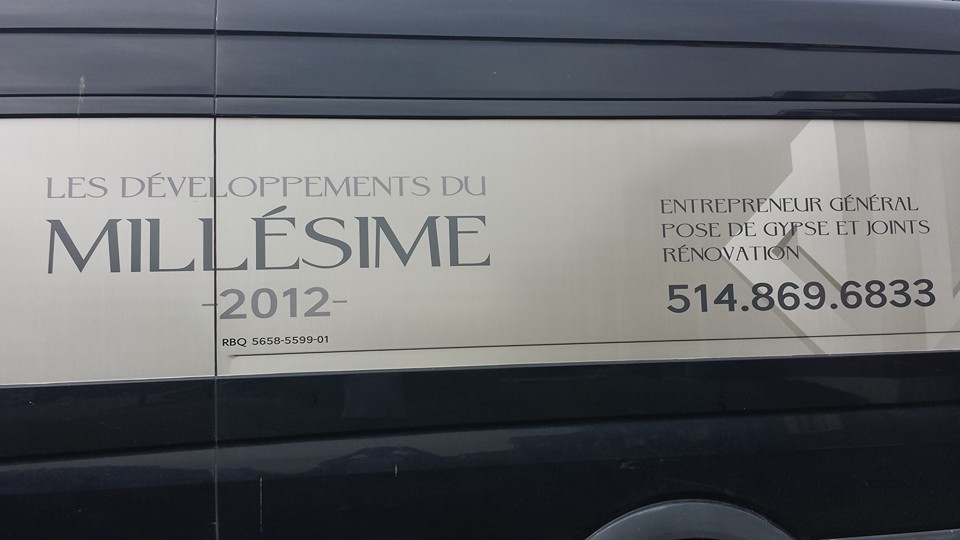 LES DÉVELOPPEMENTS DU
MILLÉSIME
-2012-
RBQ 5658-5599-01
ENTREPRENEUR GÉNÉRAL
POSE DE GYPSE ET JOINTS
RÉNOVATION
514.869.6833